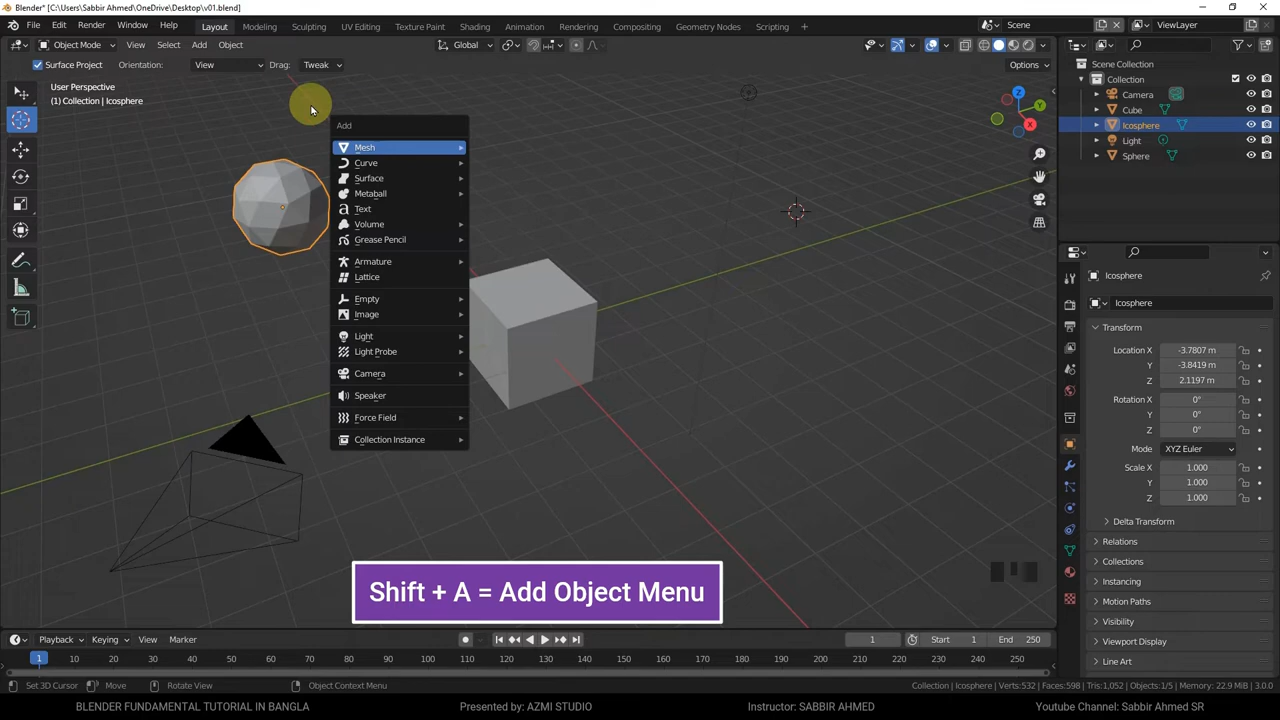 Blender* [C:\Users\Sabbir Ahmed\OneDrive\Desktop\v01.blend]
File Edit Render Window Help Layout Modeling Sculpting UV Editing Texture Paint Shading Animation Rendering Compositing Geometry Nodes Scripting + Scene ViewLayer
Object Mode View Select Add Object Global
Surface Project Orientation: View Drag: Tweak Options
User Perspective
(1) Collection | Icosphere
Add
Mesh
Curve
Surface
Metaball
Text
Volume
Grease Pencil
Armature
Lattice
Empty
Image
Light
Light Probe
Camera
Speaker
Force Field
Collection Instance
Z
Y
X
Scene Collection
Collection
Camera
Cube
Icosphere
Light
Sphere
Icosphere
Icosphere
Transform
Location X -3.7807 m
Y -3.8419 m
Z 2.1197 m
Rotation X 0°
Y 0°
Z 0°
Mode XYZ Euler
Scale X 1.000
Y 1.000
Z 1.000
Delta Transform
Relations
Collections
Instancing
Motion Paths
Visibility
Viewport Display
Line Art
Shift + A = Add Object Menu
Playback Keying View Marker 1 Start 1 End 250
1 10 20 30 40 50 60 70 80 90 100 110 120 130 140 150 160 170 180 190 200 210 220 230 240 250
Set 3D Cursor Move Rotate View Object Context Menu Collection | Icosphere | Verts:532 | Faces:598 | Tris:1,052 | Objects:1/5 | Memory: 22.9 MiB | 3.0.0
BLENDER FUNDAMENTAL TUTORIAL IN BANGLA Presented by: AZMI STUDIO Instructor: SABBIR AHMED Youtube Channel: Sabbir Ahmed SR